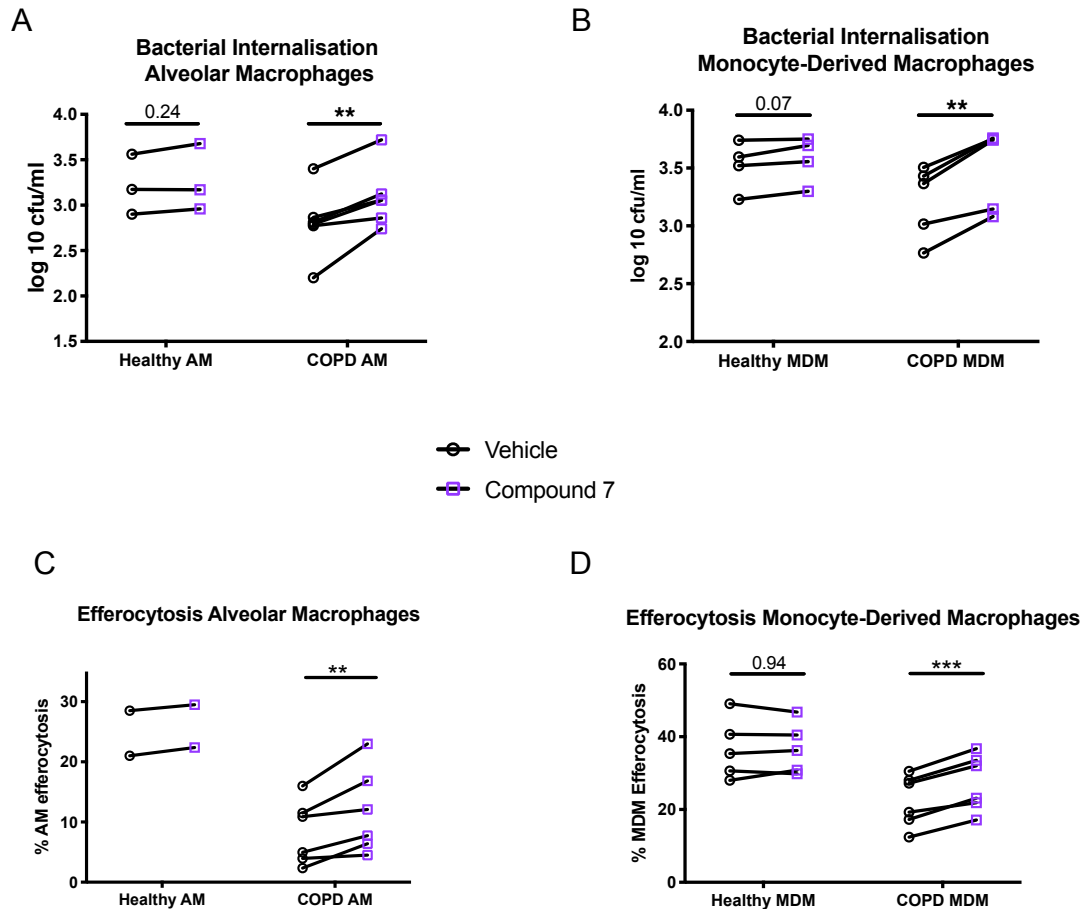 A
Bacterial Internalisation
Alveolar Macrophages
0.24
**
4.0
3.5
3.0
2.5
2.0
1.5
log 10 cfu/ml
Healthy AM
COPD AM
B
Bacterial Internalisation
Monocyte-Derived Macrophages
0.07
**
4.0
3.5
3.0
2.5
2.0
log 10 cfu/ml
Healthy MDM
COPD MDM
Vehicle
Compound 7
C
Efferocytosis Alveolar Macrophages
**
30
20
10
0
% AM efferocytosis
Healthy AM
COPD AM
D
Efferocytosis Monocyte-Derived Macrophages
0.94
***
60
40
20
0
% MDM Efferocytosis
Healthy MDM
COPD MDM